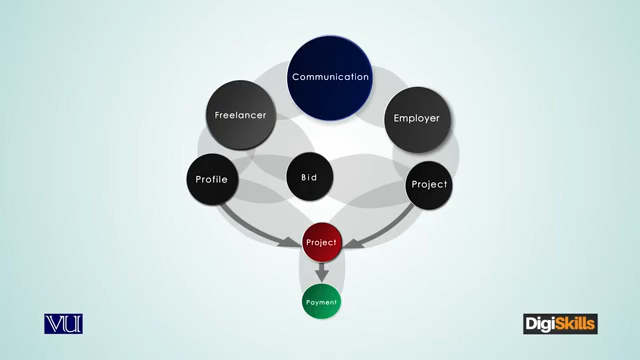 Communication
Freelancer
Employer
Profile
Bid
Project
Project
Payment
VU
DigiSkills